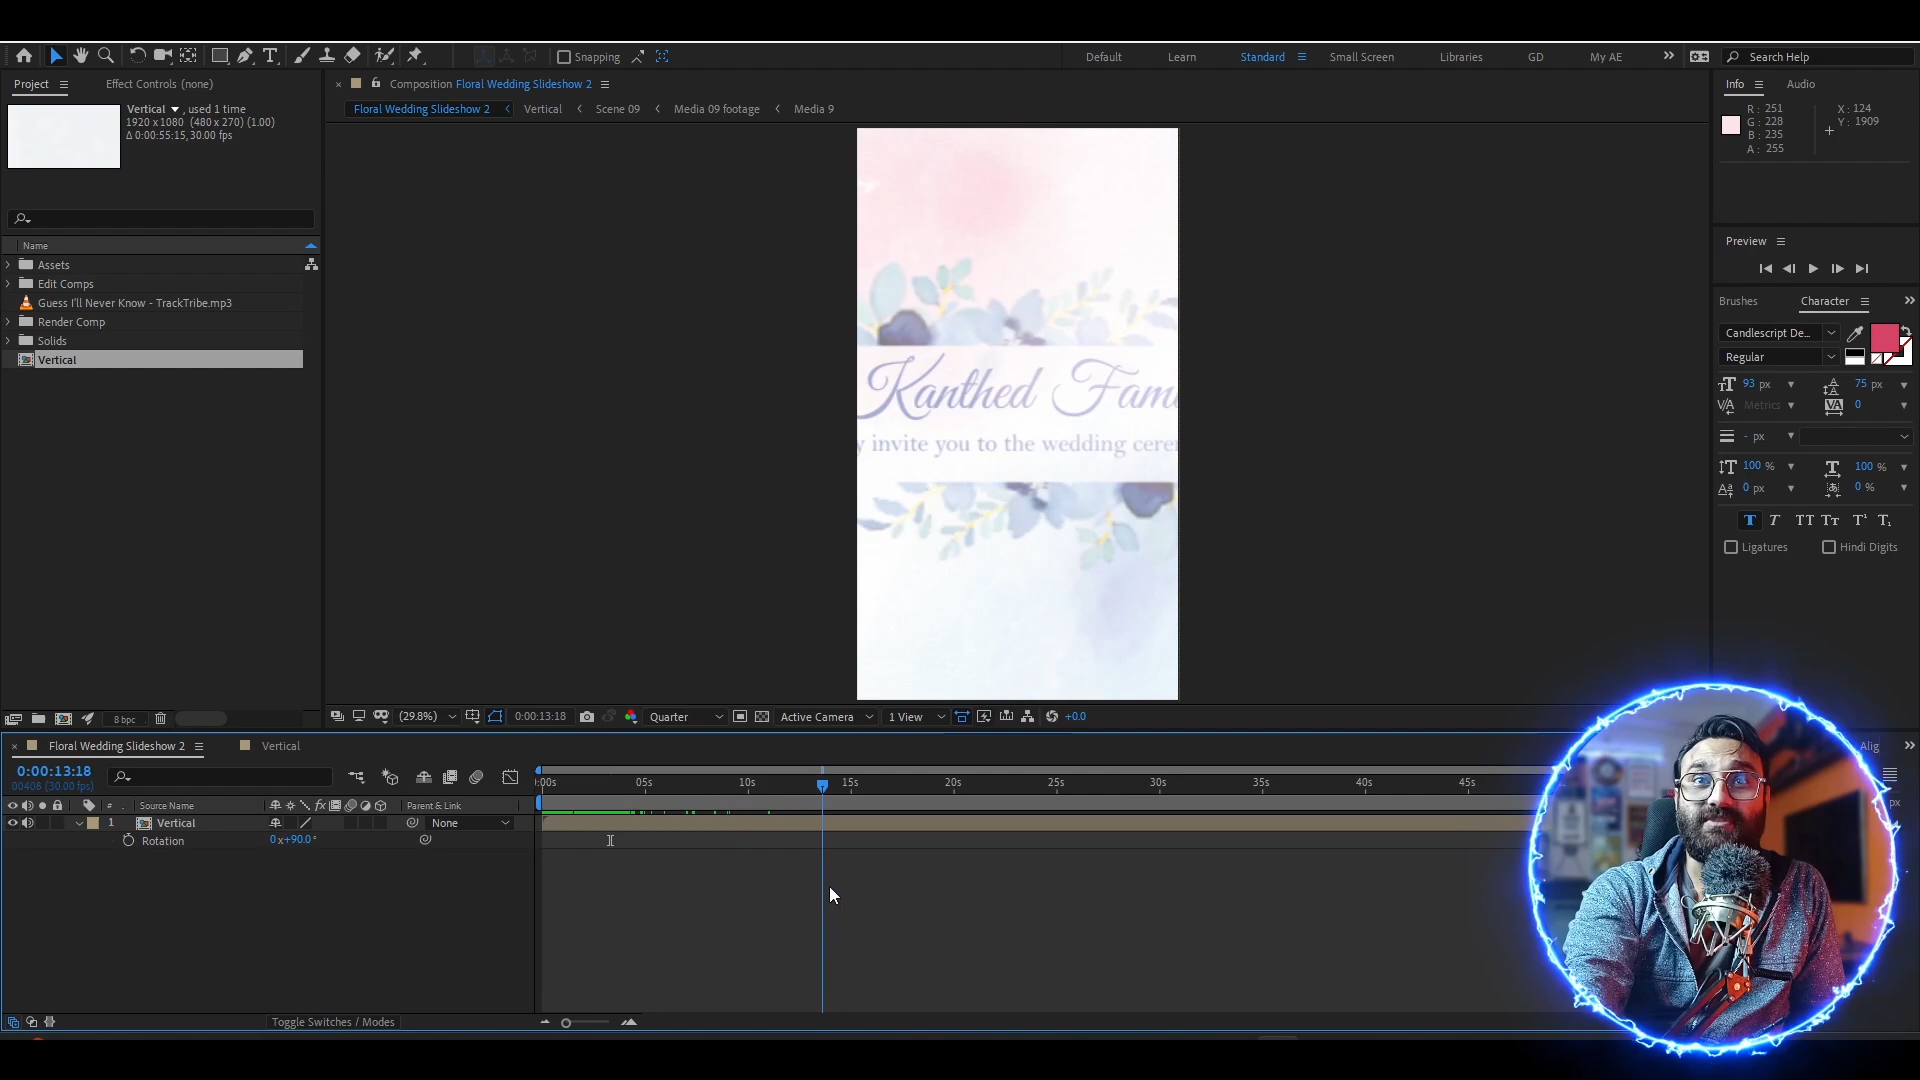 Snapping
Default
Learn
Standard
Small Screen
Libraries
GD
My AE
Search Help
Project
Effect Controls (none)
Composition Floral Wedding Slideshow 2
Info
Audio
Vertical , used 1 time
1920 x 1080 (480 x 270) (1.00)
Δ 0:00:55:15, 30.00 fps
Floral Wedding Slideshow 2
Vertical
Scene 09
Media 09 footage
Media 9
R : 251
G : 228
B : 235
A : 255
X : 124
Y : 1909
Name
Assets
Edit Comps
Guess I'll Never Know - TrackTribe.mp3
Render Comp
Solids
Vertical
Kanthed Fam
y invite you to the wedding cere
Preview
Brushes
Character
Candlescript De...
Regular
93 px
75 px
Metrics
0
- px
100 %
100 %
0 px
0 %
Ligatures
Hindi Digits
8 bpc
(29.8%)
0:00:13:18
Quarter
Active Camera
1 View
+0.0
Floral Wedding Slideshow 2
Vertical
Alig
0:00:13:18
00408 (30.00 fps)
:00s
05s
10s
15s
20s
25s
30s
35s
40s
45s
# . Source Name
Parent & Link
1 Vertical
None
Rotation
0x+90.0°
px
Toggle Switches / Modes